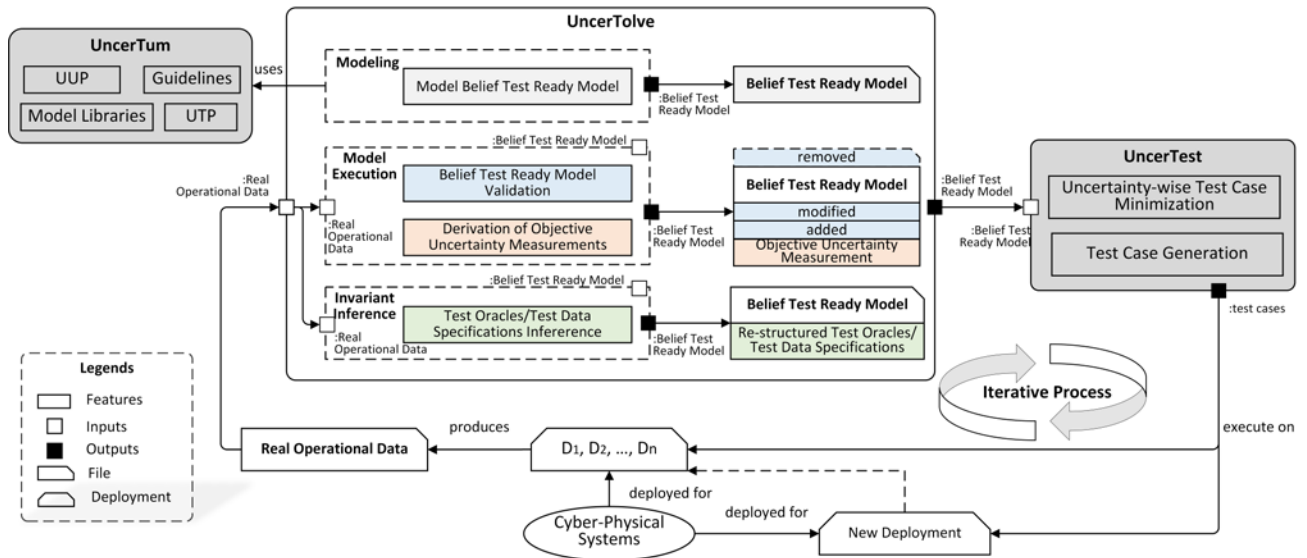 UncerTolve
UncerTum
UUP
Guidelines
Model Libraries
UTP
uses
Modeling
Model Belief Test Ready Model
:Belief Test
Ready Model
Belief Test Ready Model
:Belief Test Ready Model
Model
Execution
Belief Test Ready Model
Validation
Derivation of Objective
Uncertainty Measurements
:Real
Operational Data
:Real
Operational
Data)
:Belief Test
Ready Model
removed
Belief Test Ready Model
modified
added
Objective Uncertainty
Measurement
:Belief Test
Ready Model
:Belief Test
Ready Model
UncerTest
Uncertainty-wise Test Case
Minimization
Test Case Generation
:test cases
:Belief Test Ready Model
Invariant
Inference
Test Oracles/Test Data
Specifications Infererence
:Real
Operational Data)
:Belief Test
Ready Model
Belief Test Ready Model
Re-structured Test Oracles/
Test Data Specifications
Legends
Features
Inputs
Outputs
File
Deployment
Iterative Process
execute on
Real Operational Data
produces
D1, D2, ..., Dn
deployed for
Cyber-Physical
Systems
deployed for
New Deployment